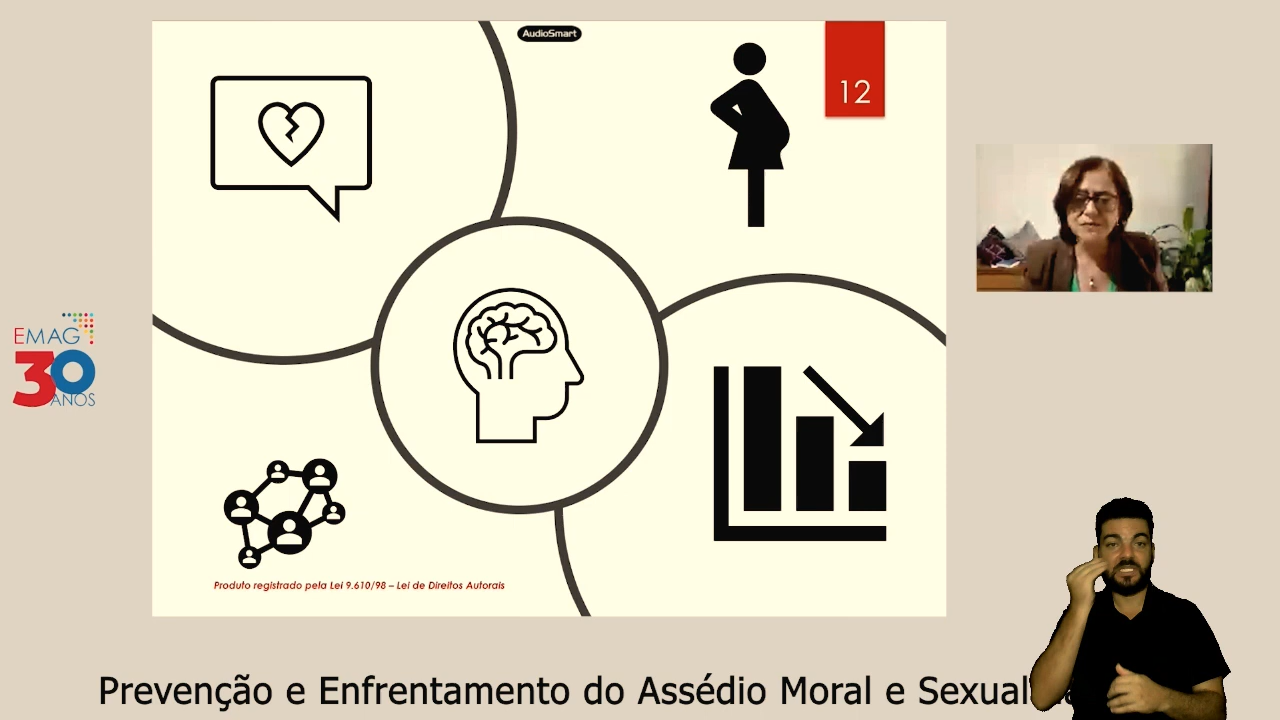 AudioSmart
12
EMAG
30
ANOS
Produto registrado pela Lei 9.610/98 – Lei de Direitos Autorais
Prevenção e Enfrentamento do Assédio Moral e Sexual